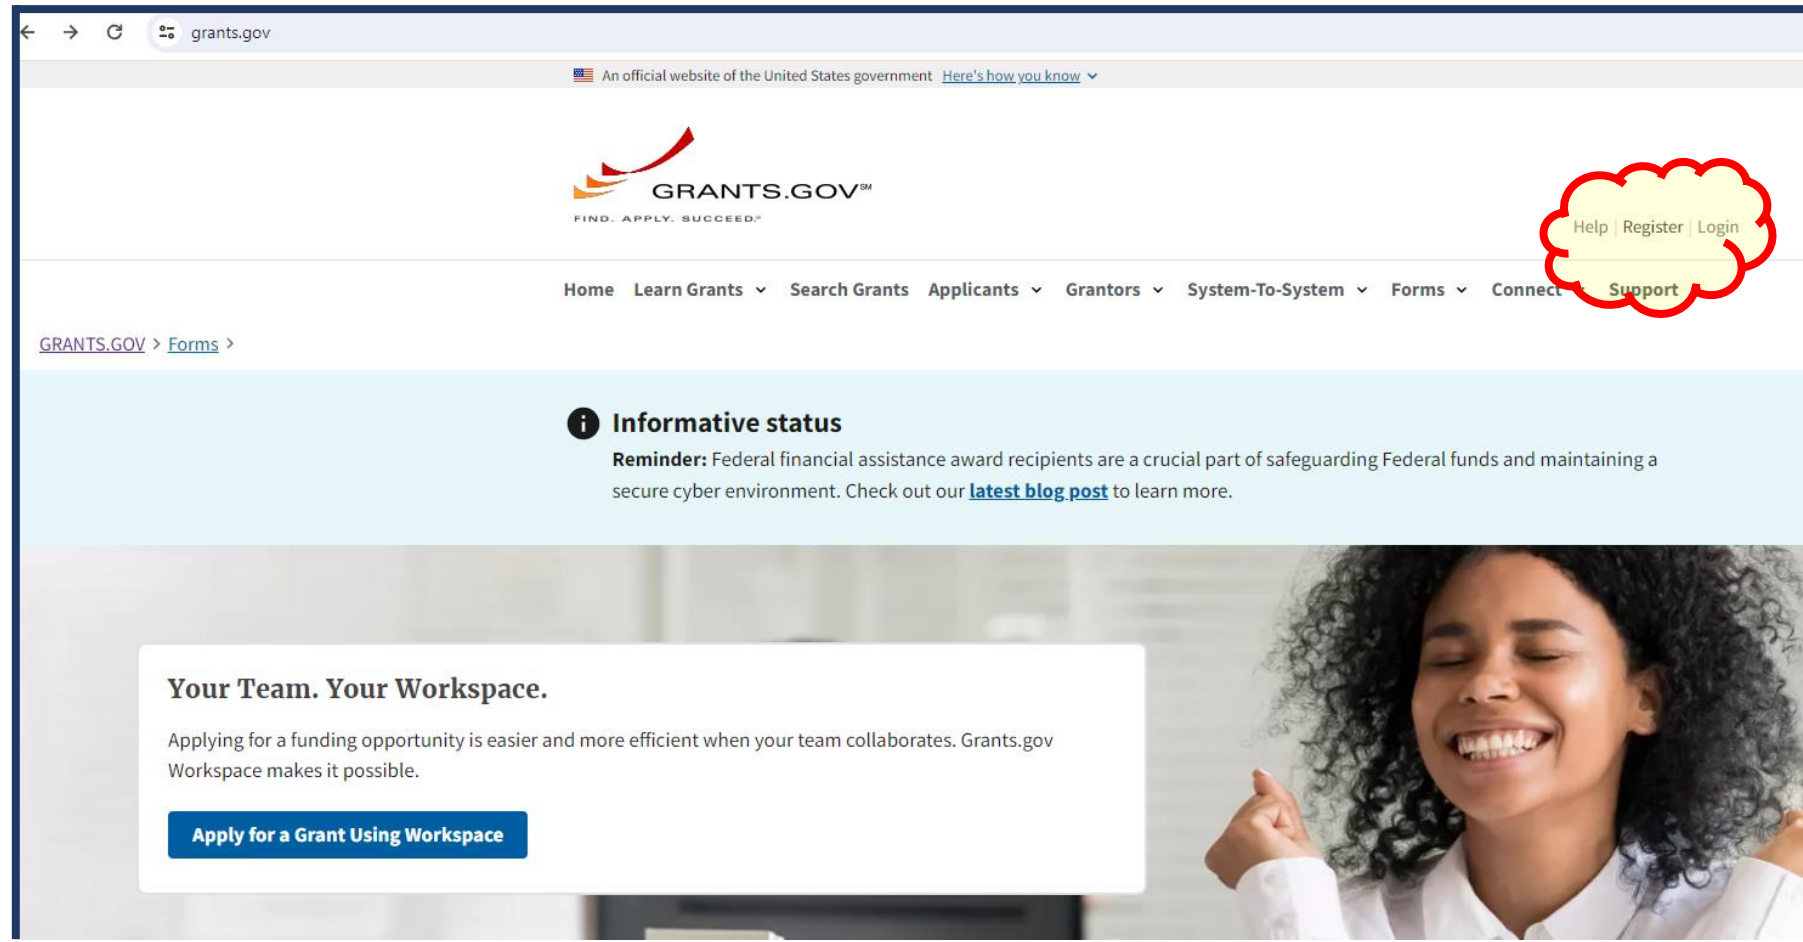 grants.gov
An official website of the United States government Here's how you know
GRANTS.GOV℠
FIND. APPLY. SUCCEED.℠
Help | Register | Login
Home Learn Grants Search Grants Applicants Grantors System-To-System Forms Connect Support
GRANTS.GOV > Forms >
Informative status
Reminder: Federal financial assistance award recipients are a crucial part of safeguarding Federal funds and maintaining a
secure cyber environment. Check out our latest blog post to learn more.
Your Team. Your Workspace.
Applying for a funding opportunity is easier and more efficient when your team collaborates. Grants.gov
Workspace makes it possible.
Apply for a Grant Using Workspace